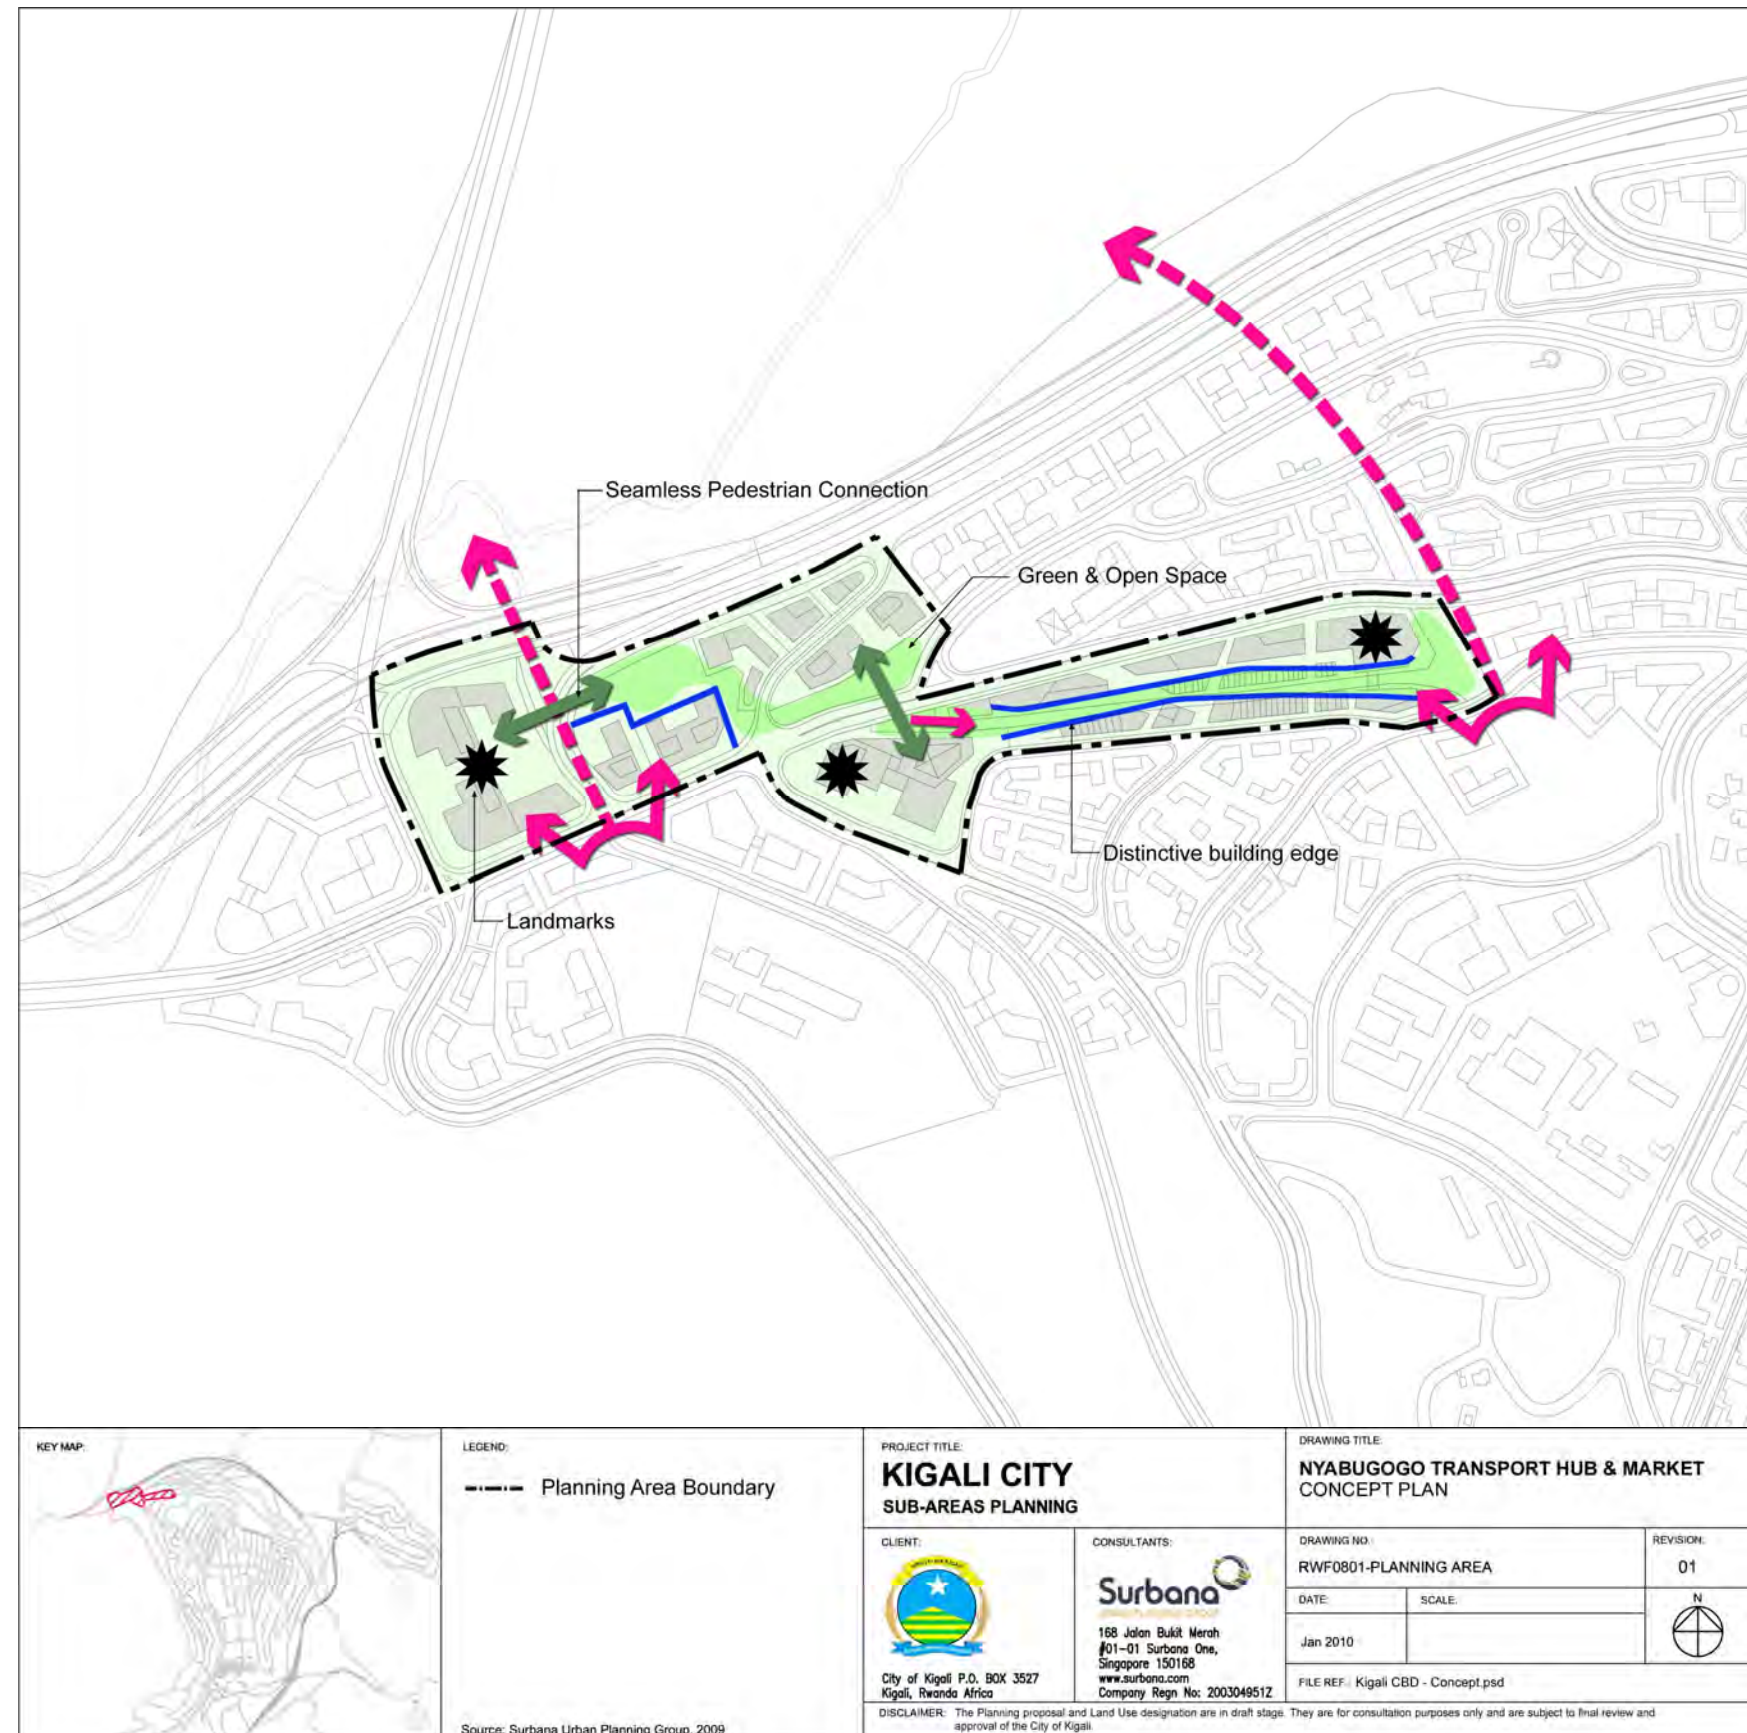 Seamless Pedestrian Connection
Green & Open Space
Distinctive building edge
Landmarks
KEY MAP:
LEGEND:
Planning Area Boundary
Source: Surbana Urban Planning Group, 2009
PROJECT TITLE:
KIGALI CITY
SUB-AREAS PLANNING
CLIENT:
City of Kigali P.O. BOX 3527
Kigali, Rwanda Africa
CONSULTANTS:
Surbana
168 Jalan Bukit Merah
#01-01 Surbana One,
Singapore 150168
www.surbana.com
Company Regn No: 200304951Z
DRAWING TITLE:
NYABUGOGO TRANSPORT HUB & MARKET
CONCEPT PLAN
DRAWING NO.:
RWF0801-PLANNING AREA
REVISION:
01
DATE:
Jan 2010
SCALE:
N
FILE REF.: Kigali CBD - Concept.psd
DISCLAIMER: The Planning proposal and Land Use designation are in draft stage. They are for consultation purposes only and are subject to final review and
approval of the City of Kigali.